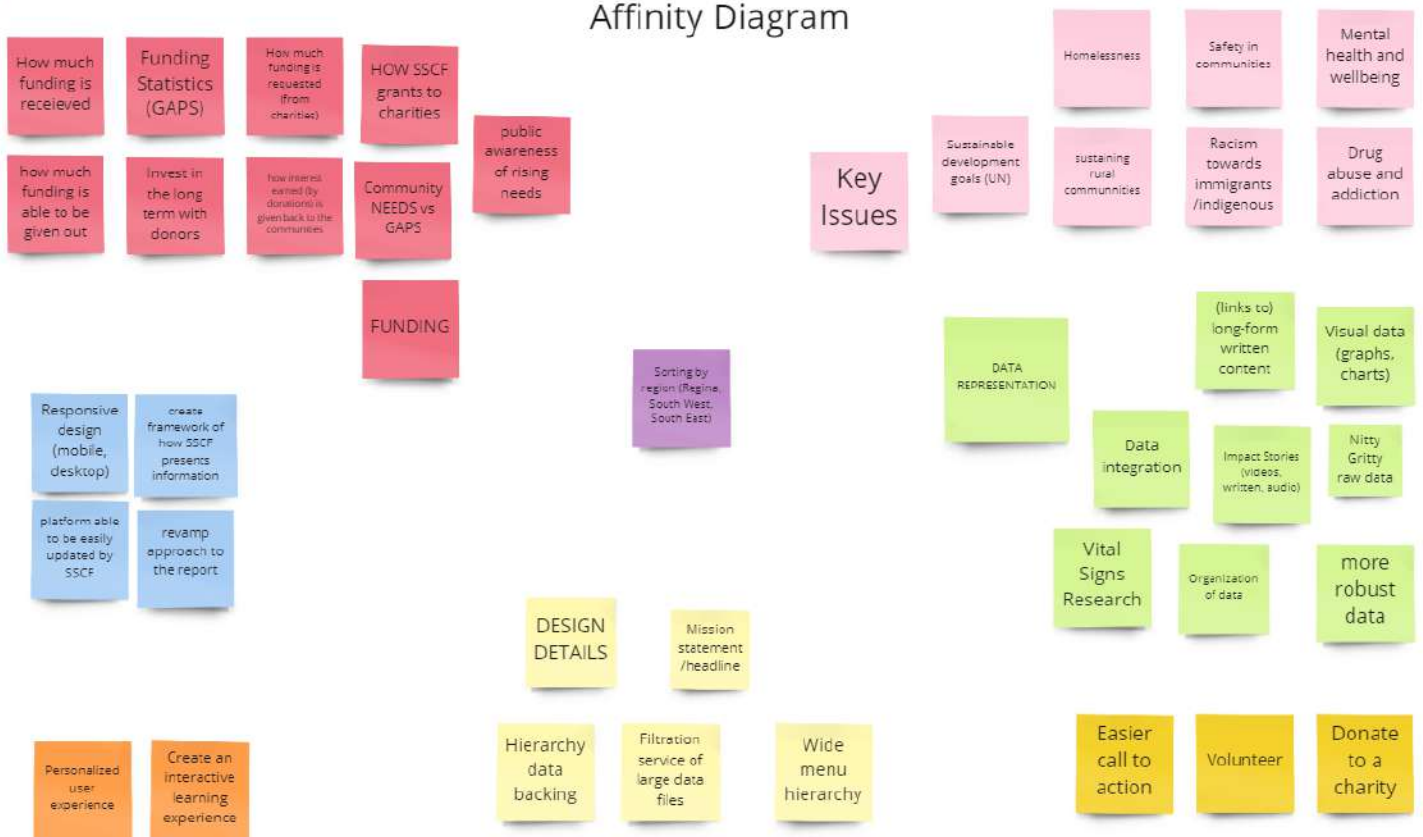 Affinity Diagram
How much
funding is
receieved
Funding
Statistics
(GAPS)
How much
funding is
requested
(from
charities)
HOW SSCF
grants to
charities
public
awareness
of rising
needs
how much
funding is
able to be
given out
Invest in
the long
term with
donors
how interest
earned (by
donations) is
given back to the
communities
Community
NEEDS vs
GAPS
FUNDING
Key
Issues
Sustainable
development
goals (UN)
Homelessness
Safety in
communities
Mental
health and
wellbeing
sustaining
rural
communnities
Racism
towards
immigrants
/indigenous
Drug
abuse and
addiction
Sorting by
region (Regina,
South West,
South East)
DATA
REPRESENTATION
(links to)
long-form
written
content
Visual data
(graphs,
charts)
Data
integration
Impact Stories
(videos,
written, audio)
Nitty
Gritty
raw data
Vital
Signs
Research
Organization
of data
more
robust
data
Responsive
design
(mobile,
desktop)
create
framework of
how SSCF
presents
information
platform able
to be easily
updated by
SSCF
revamp
approach to
the report
DESIGN
DETAILS
Mission
statement
/headline
Hierarchy
data
backing
Filtration
service of
large data
files
Wide
menu
hierarchy
Personalized
user
experience
Create an
interactive
learning
experience
Easier
call to
action
Volunteer
Donate
to a
charity